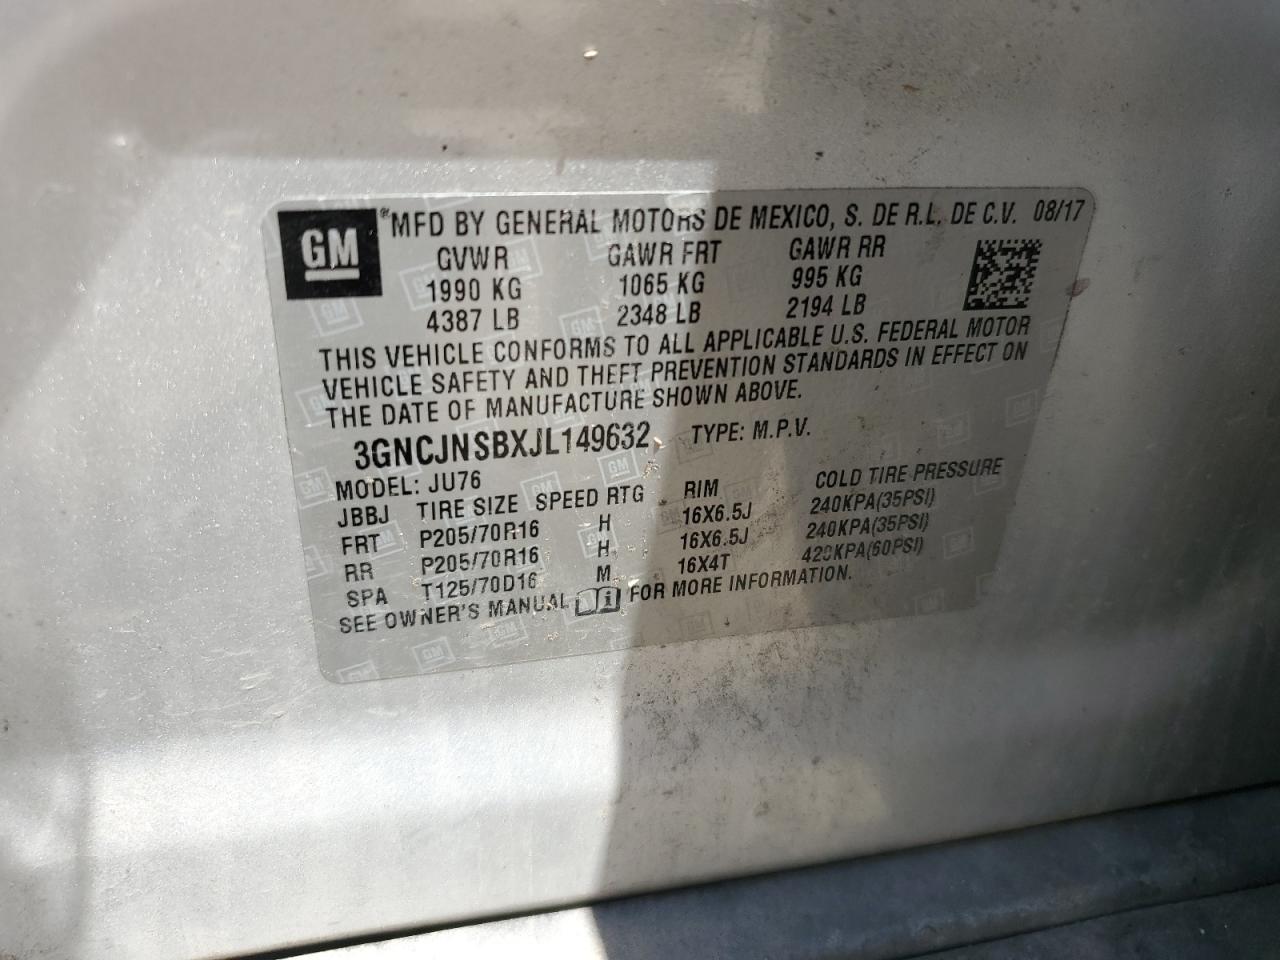 GM
® MFD BY GENERAL MOTORS DE MEXICO, S. DE R.L. DE C.V. 08/17
GVWR GAWR FRT GAWR RR
1990 KG 1065 KG 995 KG
4387 LB 2348 LB 2194 LB
THIS VEHICLE CONFORMS TO ALL APPLICABLE U.S. FEDERAL MOTOR
VEHICLE SAFETY AND THEFT PREVENTION STANDARDS IN EFFECT ON
THE DATE OF MANUFACTURE SHOWN ABOVE.
3GNCJNSBXJL149632 TYPE: M.P.V.
MODEL: JU76
JBBJ TIRE SIZE SPEED RTG RIM COLD TIRE PRESSURE
FRT P205/70R16 H 16X6.5J 240KPA(35PSI)
RR P205/70R16 H 16X6.5J 240KPA(35PSI)
SPA T125/70D16 M 16X4T 420KPA(60PSI)
SEE OWNER'S MANUAL FOR MORE INFORMATION.